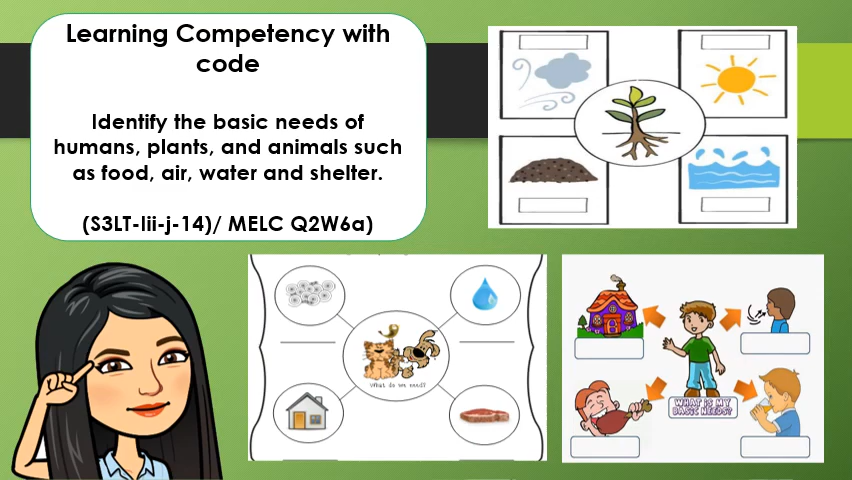 Learning Competency with
code
Identify the basic needs of
humans, plants, and animals such
as food, air, water and shelter.
(S3LT-Iii-j-14)/ MELC Q2W6a)
What do we need?
WHAT IS MY
BASIC NEEDS?